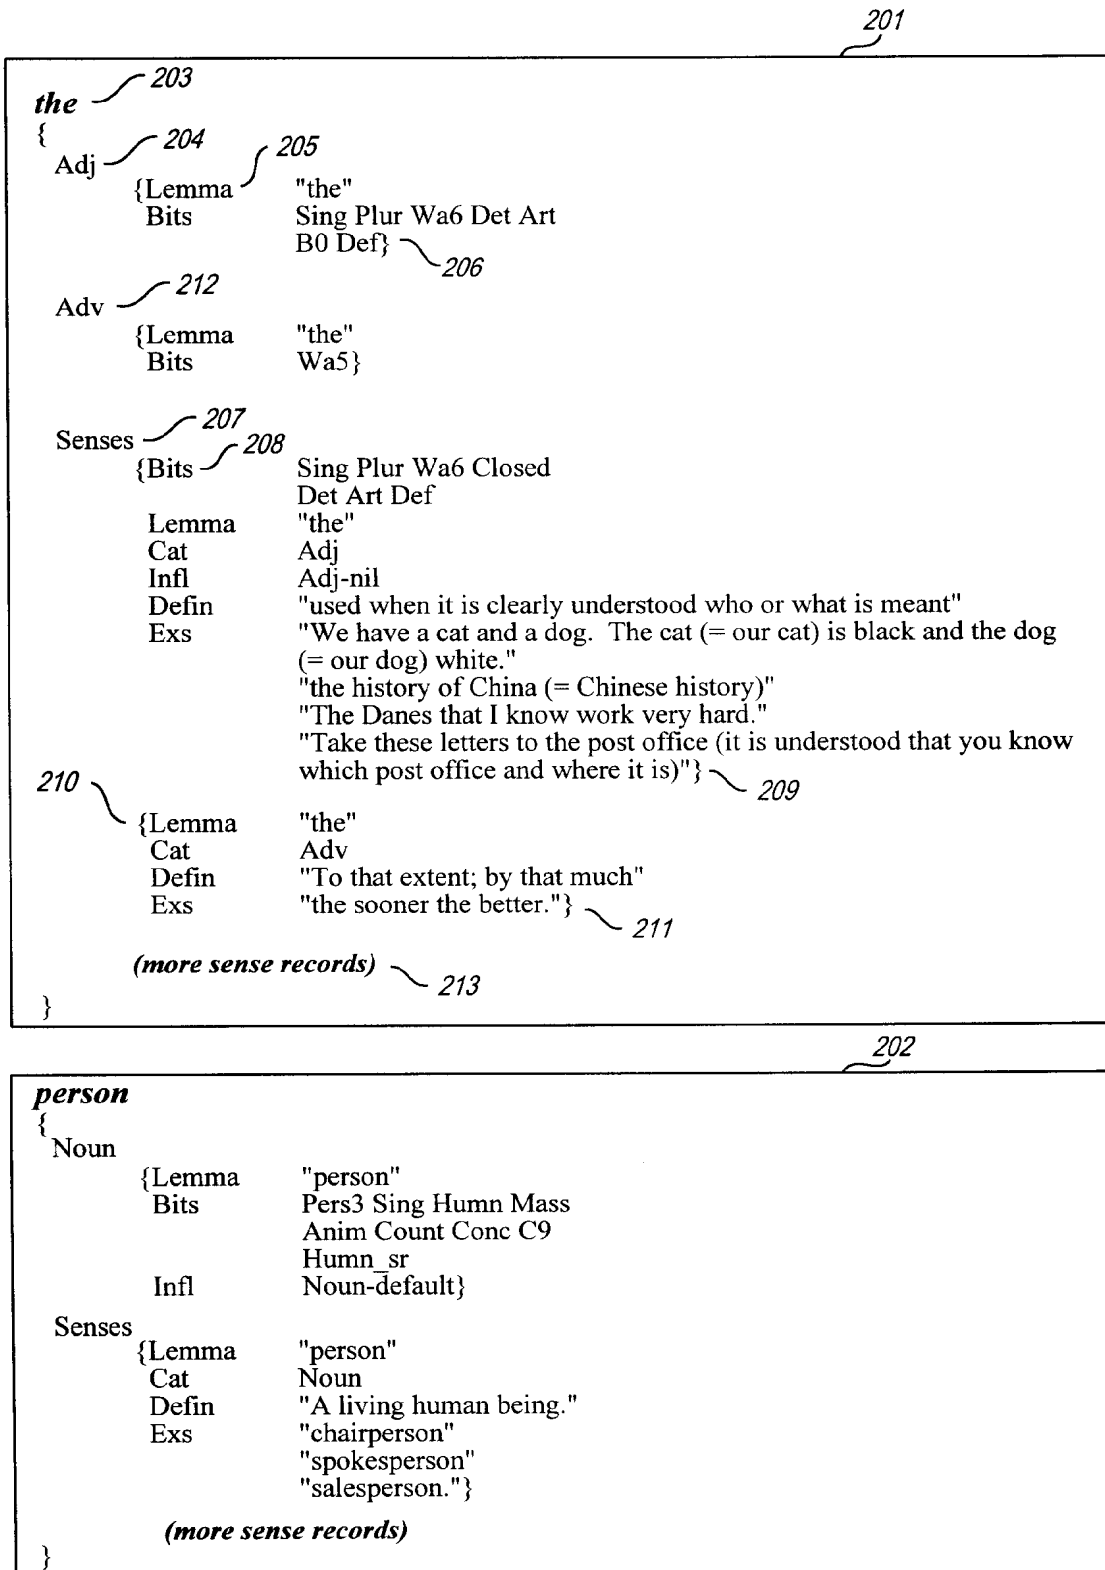 201
the 203
{
Adj 204 205
{Lemma "the"
Bits Sing Plur Wa6 Det Art
B0 Def} 206
Adv 212
{Lemma "the"
Bits Wa5}
Senses 207
{Bits 208 Sing Plur Wa6 Closed
Det Art Def
Lemma "the"
Cat Adj
Infl Adj-nil
Defin "used when it is clearly understood who or what is meant"
Exs "We have a cat and a dog. The cat (= our cat) is black and the dog
(= our dog) white."
"the history of China (= Chinese history)"
"The Danes that I know work very hard."
"Take these letters to the post office (it is understood that you know
which post office and where it is)"} 209
210 {Lemma "the"
Cat Adv
Defin "To that extent; by that much"
Exs "the sooner the better."} 211
(more sense records) 213
}
202
person
{
Noun
{Lemma "person"
Bits Pers3 Sing Humn Mass
Anim Count Conc C9
Humn_sr
Infl Noun-default}
Senses
{Lemma "person"
Cat Noun
Defin "A living human being."
Exs "chairperson"
"spokesperson"
"salesperson."}
(more sense records)
}